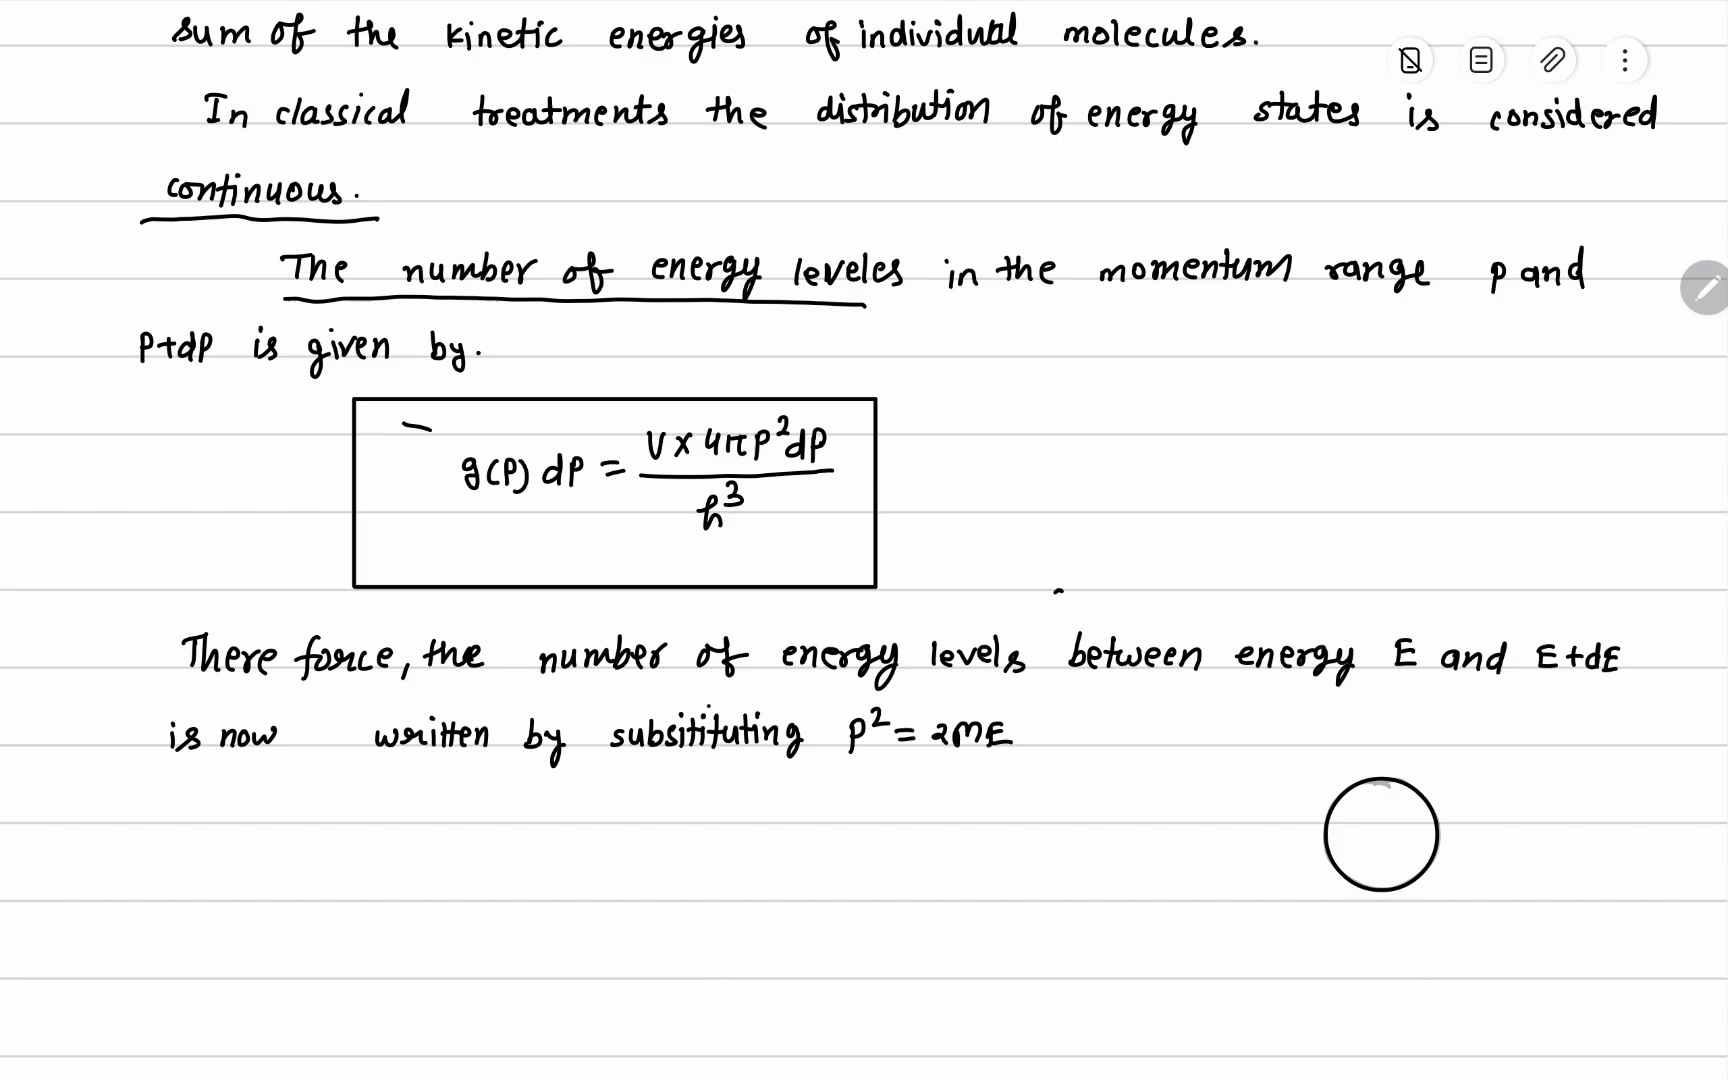 sum of the kinetic energies of individual molecules.
In classical treatments the distribution of energy states is considered
continuous.
The number of energy leveles in the momentum range p and
P+dP is given by.
g(P) dP = V x 4πP²dP / h³
There force, the number of energy levels between energy E and E+dE
is now written by subsitituting P² = 2ME